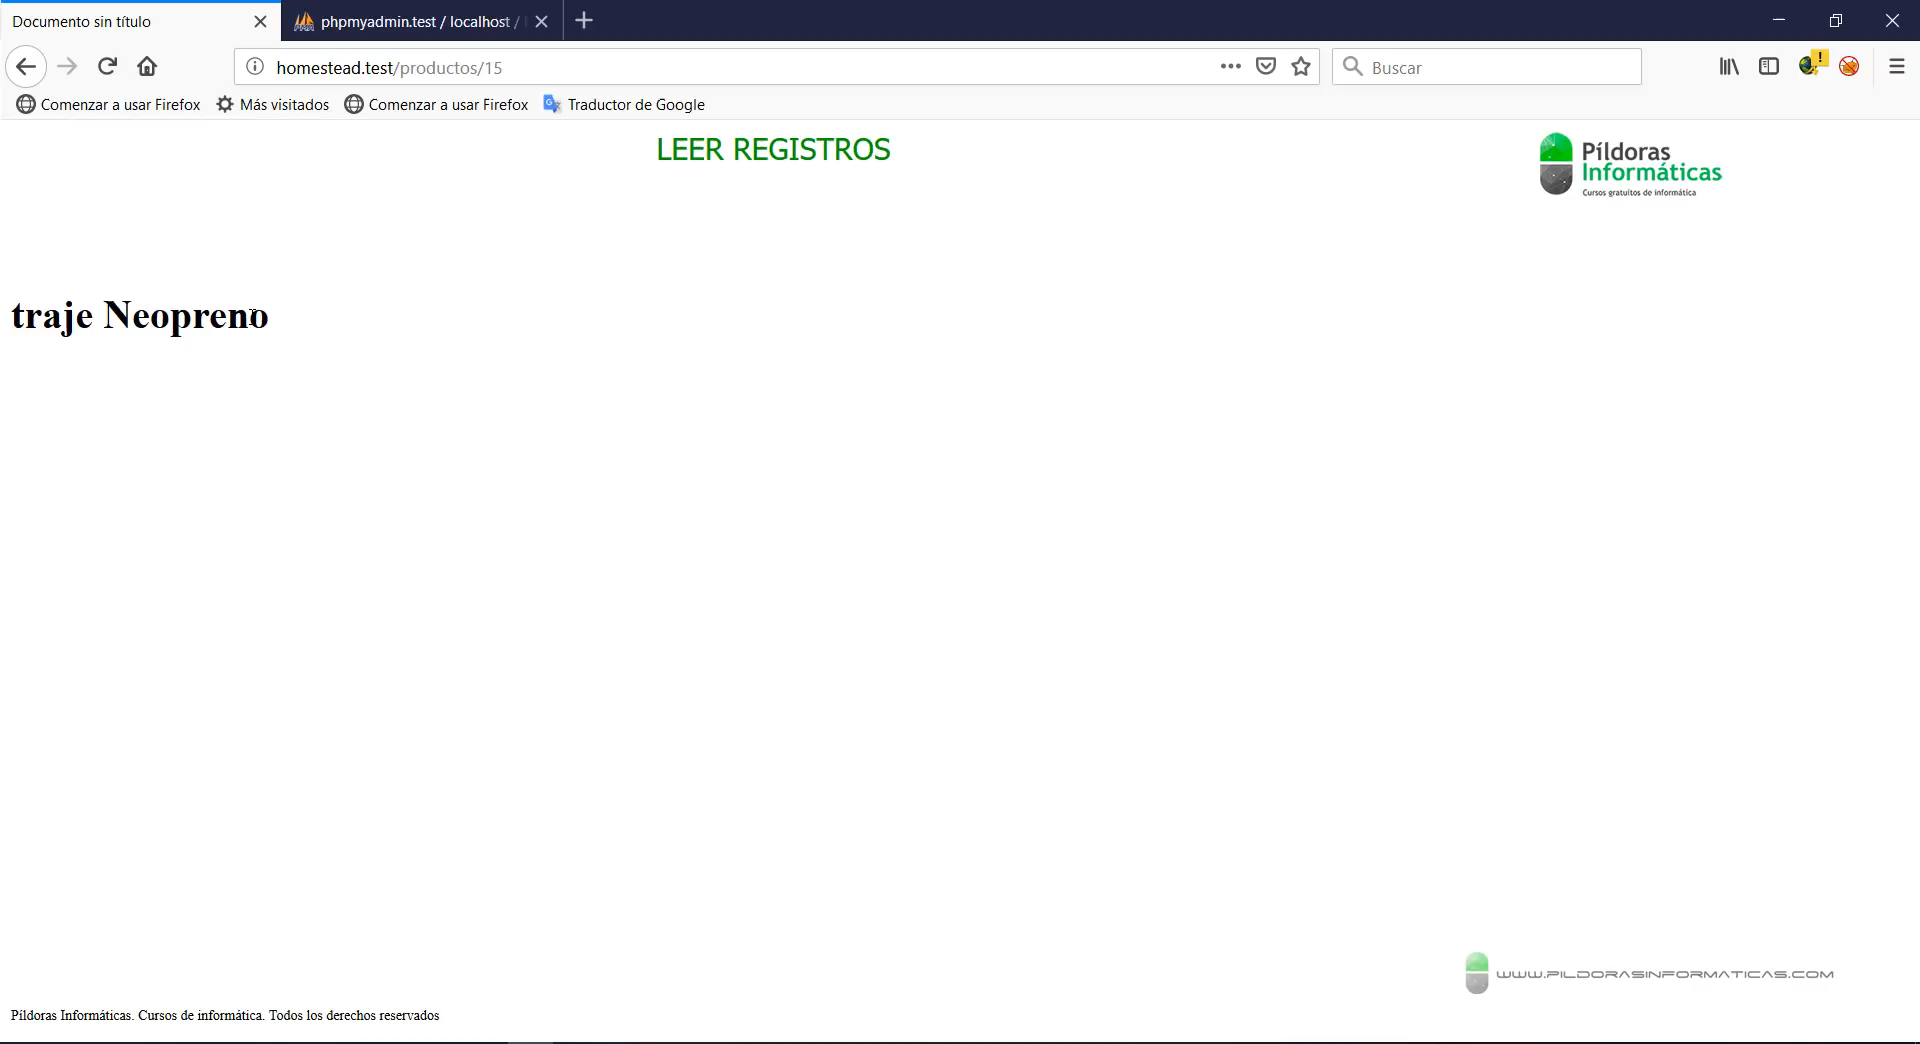 Documento sin título
phpmyadmin.test / localhost /
homestead.test/productos/15
Buscar
Comenzar a usar Firefox
Más visitados
Comenzar a usar Firefox
Traductor de Google
LEER REGISTROS
Píldoras
Informáticas
Cursos gratuitos de informática
traje Neopreno
WWW.PILDORASINFORMATICAS.COM
Píldoras Informáticas. Cursos de informática. Todos los derechos reservados